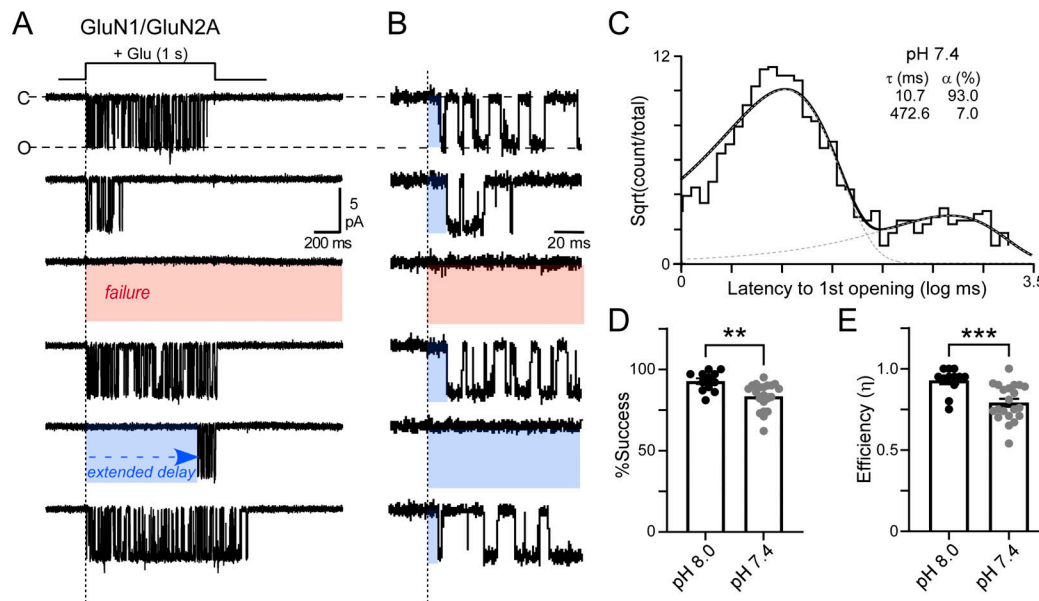 A
GluN1/GluN2A
+ Glu (1 s)
C
O
5
pA
200 ms
failure
extended delay
B
20 ms
C
12
Sqrt(count/total)
0
pH 7.4
τ (ms) α (%)
10.7 93.0
472.6 7.0
0 3.5
Latency to 1st opening (log ms)
D
**
100
50
0
%Success
pH 8.0
pH 7.4
E
***
1.0
0.5
0
Efficiency (η)
pH 8.0
pH 7.4